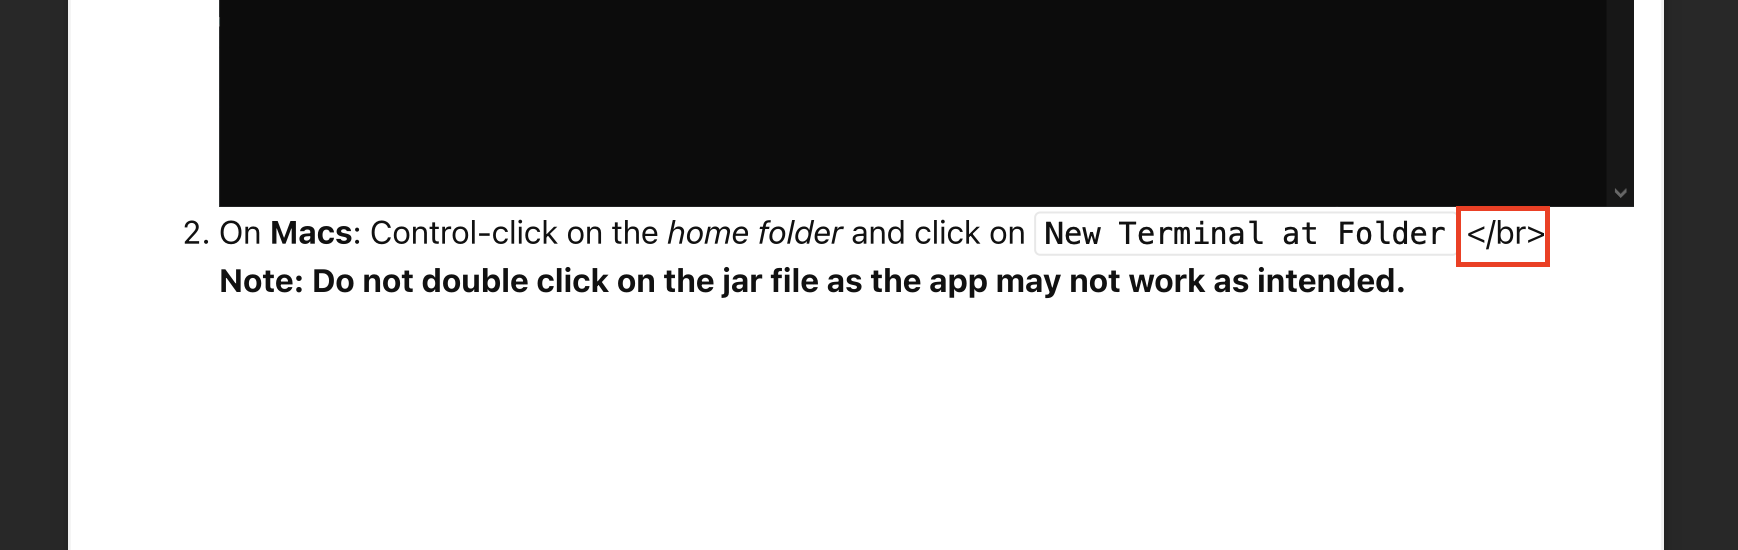 2. On Macs: Control-click on the home folder and click on New Terminal at Folder </br>
Note: Do not double click on the jar file as the app may not work as intended.